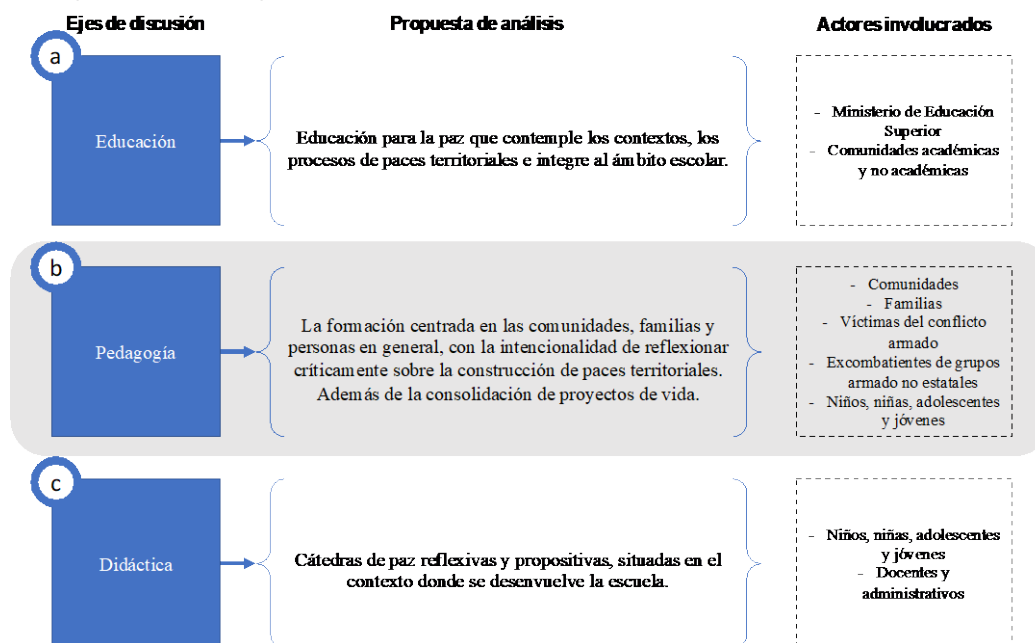 Ejes de discusión
Propuesta de análisis
Actores involucrados
a
Educación
Educación para la paz que contemple los contextos, los
procesos de paces territoriales e integre al ámbito escolar.
- Ministerio de Educación
Superior
- Comunidades académicas
y no académicas
b
Pedagogía
La formación centrada en las comunidades, familias y
personas en general, con la intencionalidad de reflexionar
críticamente sobre la construcción de paces territoriales.
Además de la consolidación de proyectos de vida.
- Comunidades
- Familias
- Víctimas del conflicto
armado
- Excombatientes de grupos
armado no estatales
- Niños, niñas, adolescentes
y jóvenes
c
Didáctica
Cátedras de paz reflexivas y propositivas, situadas en el
contexto donde se desenvuelve la escuela.
- Niños, niñas, adolescentes
y jóvenes
- Docentes y
administrativos